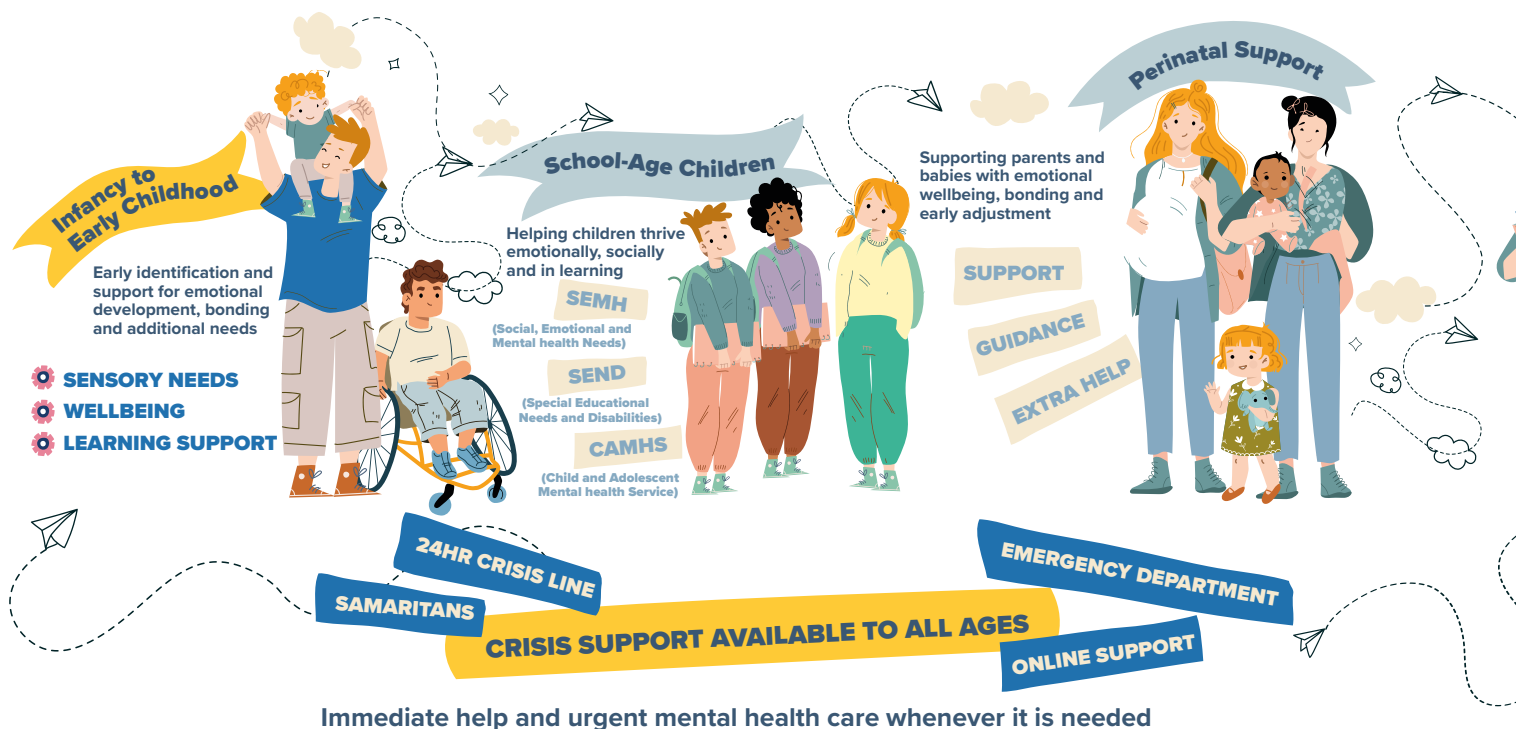 Infancy to
Early Childhood
Early identification and
support for emotional
development, bonding
and additional needs
SENSORY NEEDS
WELLBEING
LEARNING SUPPORT
School-Age Children
Helping children thrive
emotionally, socially
and in learning
SEMH
(Social, Emotional and
Mental health Needs)
SEND
(Special Educational
Needs and Disabilities)
CAMHS
(Child and Adolescent
Mental health Service)
Perinatal Support
Supporting parents and
babies with emotional
wellbeing, bonding and
early adjustment
SUPPORT
GUIDANCE
EXTRA HELP
24HR CRISIS LINE
SAMARITANS
CRISIS SUPPORT AVAILABLE TO ALL AGES
EMERGENCY DEPARTMENT
ONLINE SUPPORT
Immediate help and urgent mental health care whenever it is needed